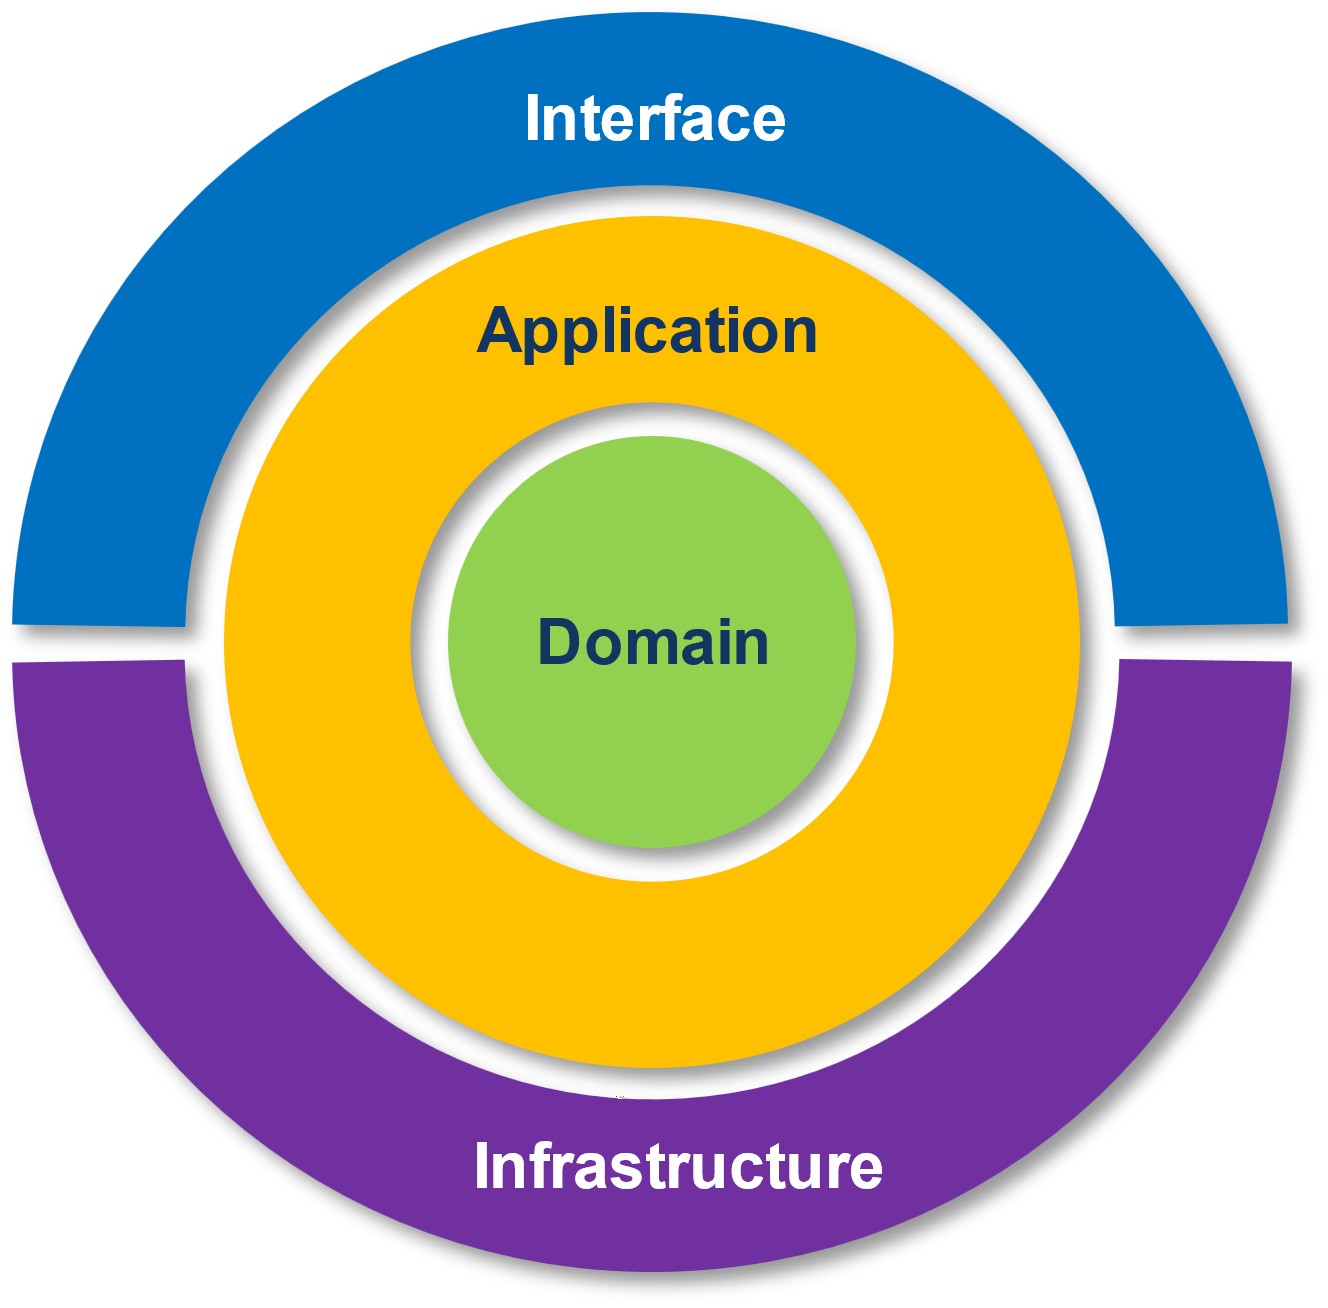 Interface
Application
Domain
Infrastructure